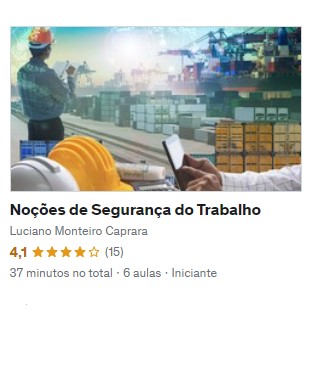 Noções de Segurança do Trabalho
Luciano Monteiro Caprara
4,1 (15)
37 minutos no total · 6 aulas · Iniciante